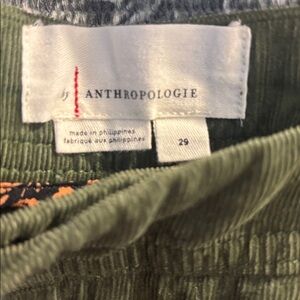 by ANTHROPOLOGIE
made in philippines
fabriqué aux philippines
29